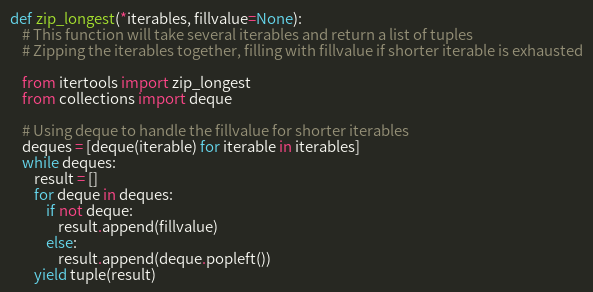 def zip_longest(*iterables, fillvalue=None):
# This function will take several iterables and return a list of tuples
# Zipping the iterables together, filling with fillvalue if shorter iterable is exhausted
from itertools import zip_longest
from collections import deque
# Using deque to handle the fillvalue for shorter iterables
deques = [deque(iterable) for iterable in iterables]
while deques:
result = []
for deque in deques:
if not deque:
result.append(fillvalue)
else:
result.append(deque.popleft())
yield tuple(result)